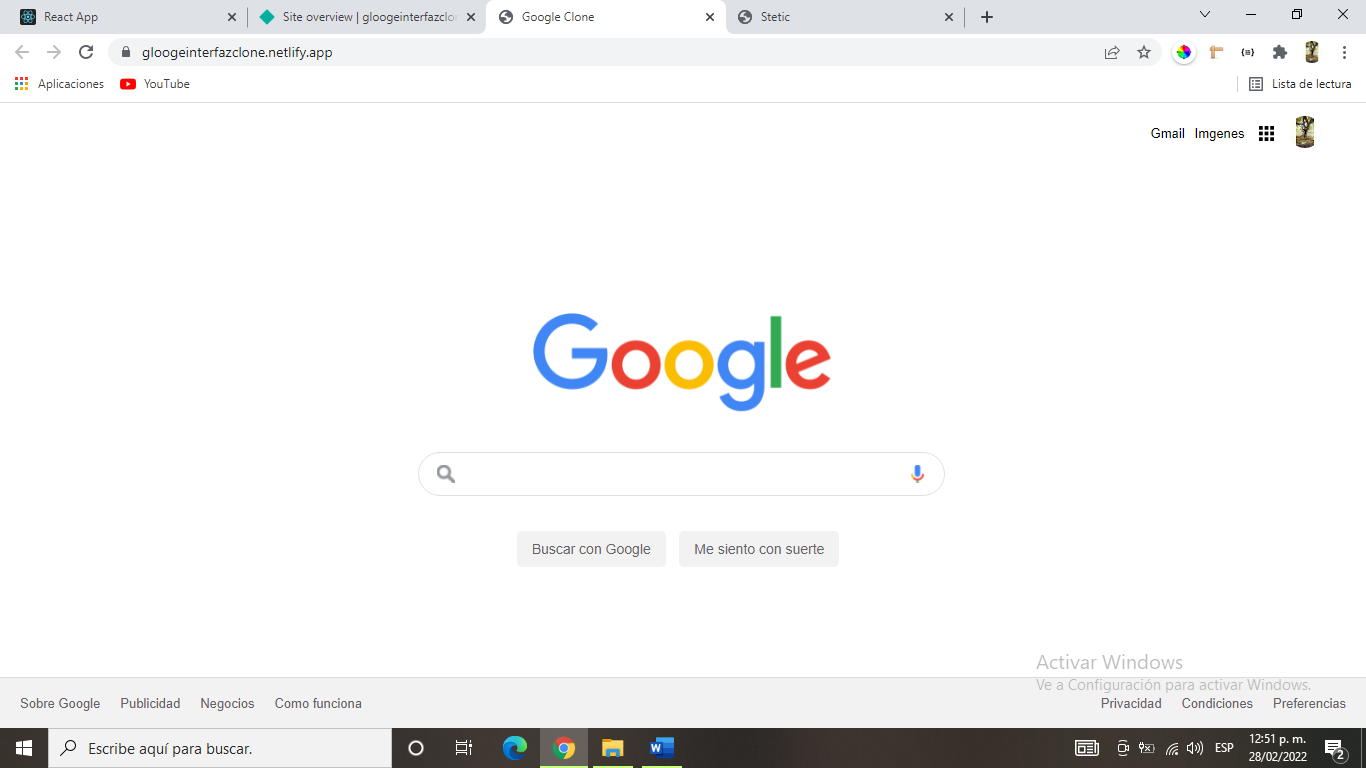 React App
Site overview | gloogeinterfazclo
Google Clone
Stetic
gloogeinterfazclone.netlify.app
Aplicaciones
YouTube
Lista de lectura
Gmail Imgenes
Google
Buscar con Google
Me siento con suerte
Activar Windows
Ve a Configuración para activar Windows.
Sobre Google Publicidad Negocios Como funciona
Privacidad Condiciones Preferencias
Escribe aquí para buscar.
ESP
12:51 p. m.
28/02/2022
2